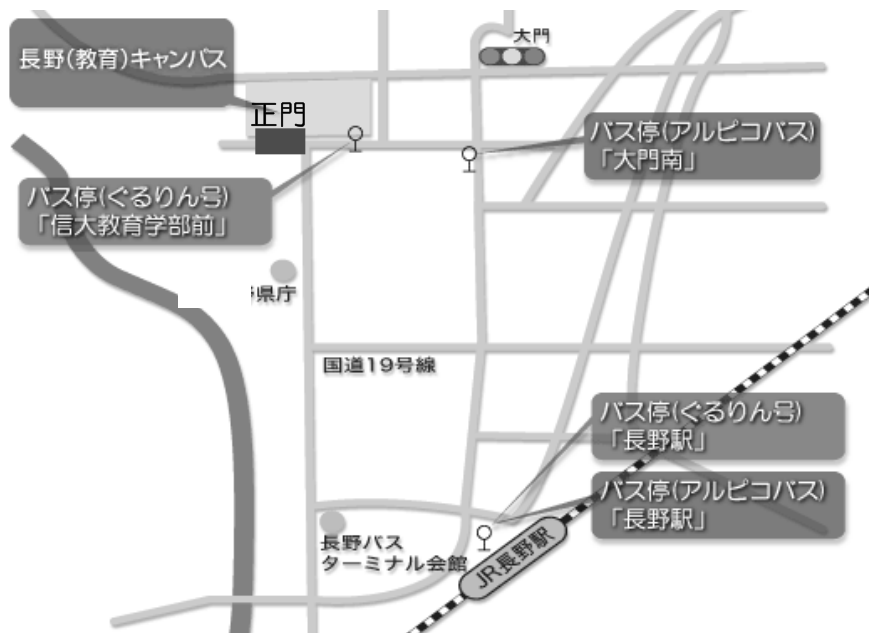 大門
長野(教育)キャンパス
正門
バス停(アルピコバス)
「大門南」
バス停(ぐるりん号)
「信大教育学部前」
県庁
国道19号線
バス停(ぐるりん号)
「長野駅」
バス停(アルピコバス)
「長野駅」
長野バス
ターミナル会館
JR長野駅